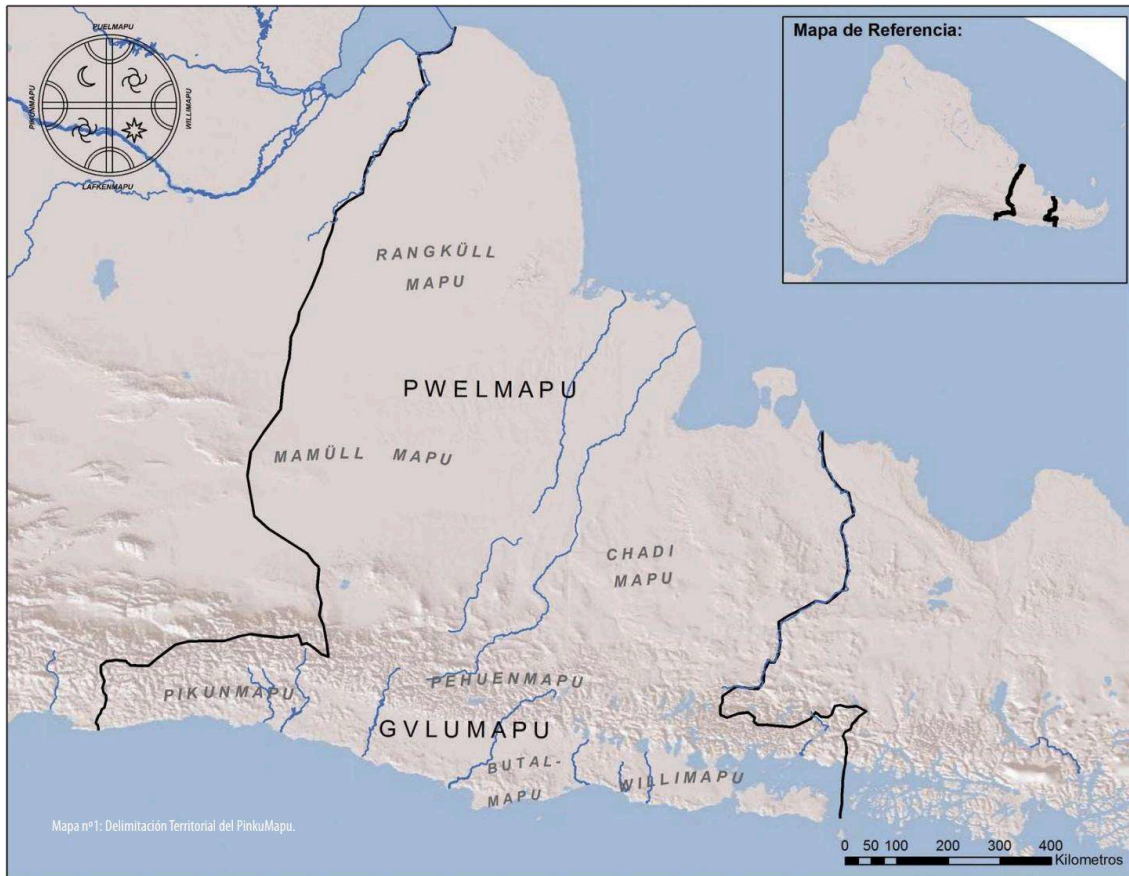 PUELMAPU
PIKUNMAPU
WILLIMAPU
LAFKENMAPU
Mapa de Referencia:
RANGKÜLL
MAPU
PWELMAPU
MAMÜLL MAPU
CHADI
MAPU
PEHUENMAPU
PIKUNMAPU
GVLUMAPU
BUTAL-
MAPU
WILLIMAPU
Mapa nº1: Delimitación Territorial del PinkuMapu.
0 50 100 200 300 400
Kilometros